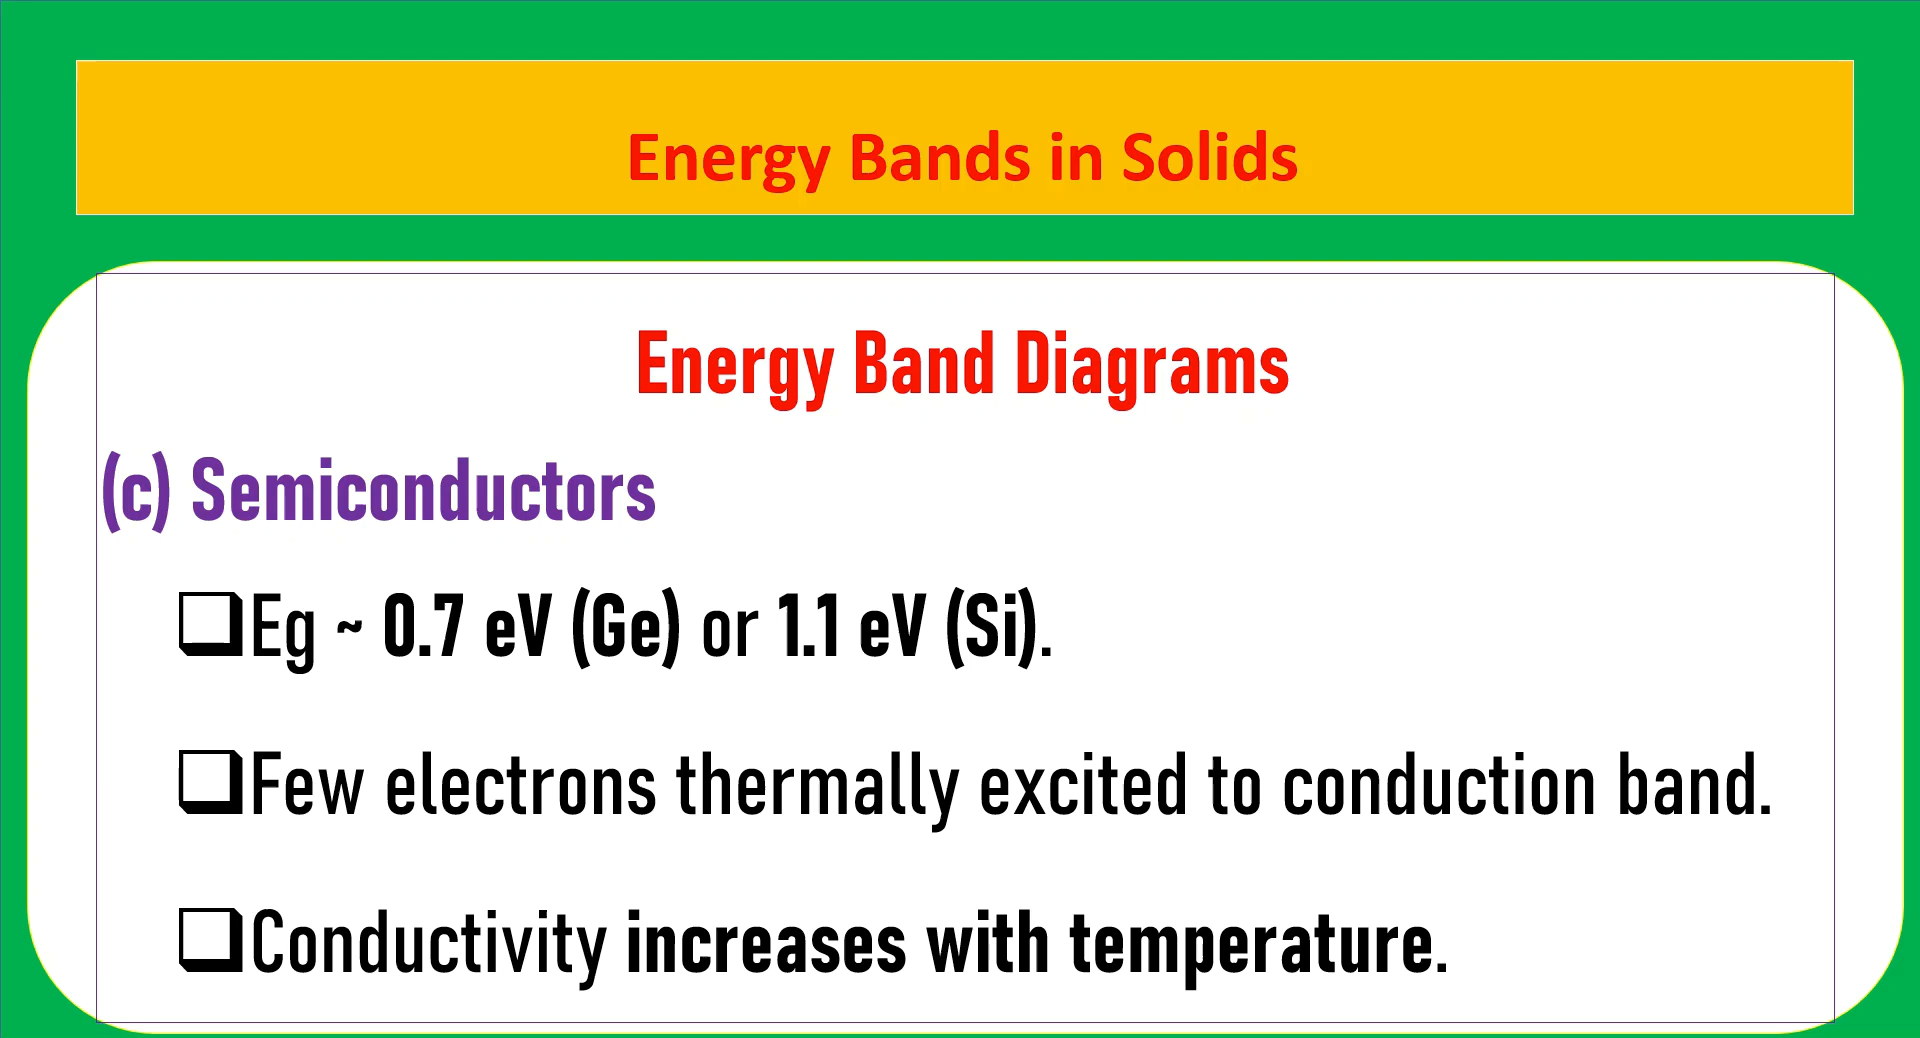 Energy Bands in Solids
Energy Band Diagrams
(c) Semiconductors
❑Eg ~ 0.7 eV (Ge) or 1.1 eV (Si).
❑Few electrons thermally excited to conduction band.
❑Conductivity increases with temperature.